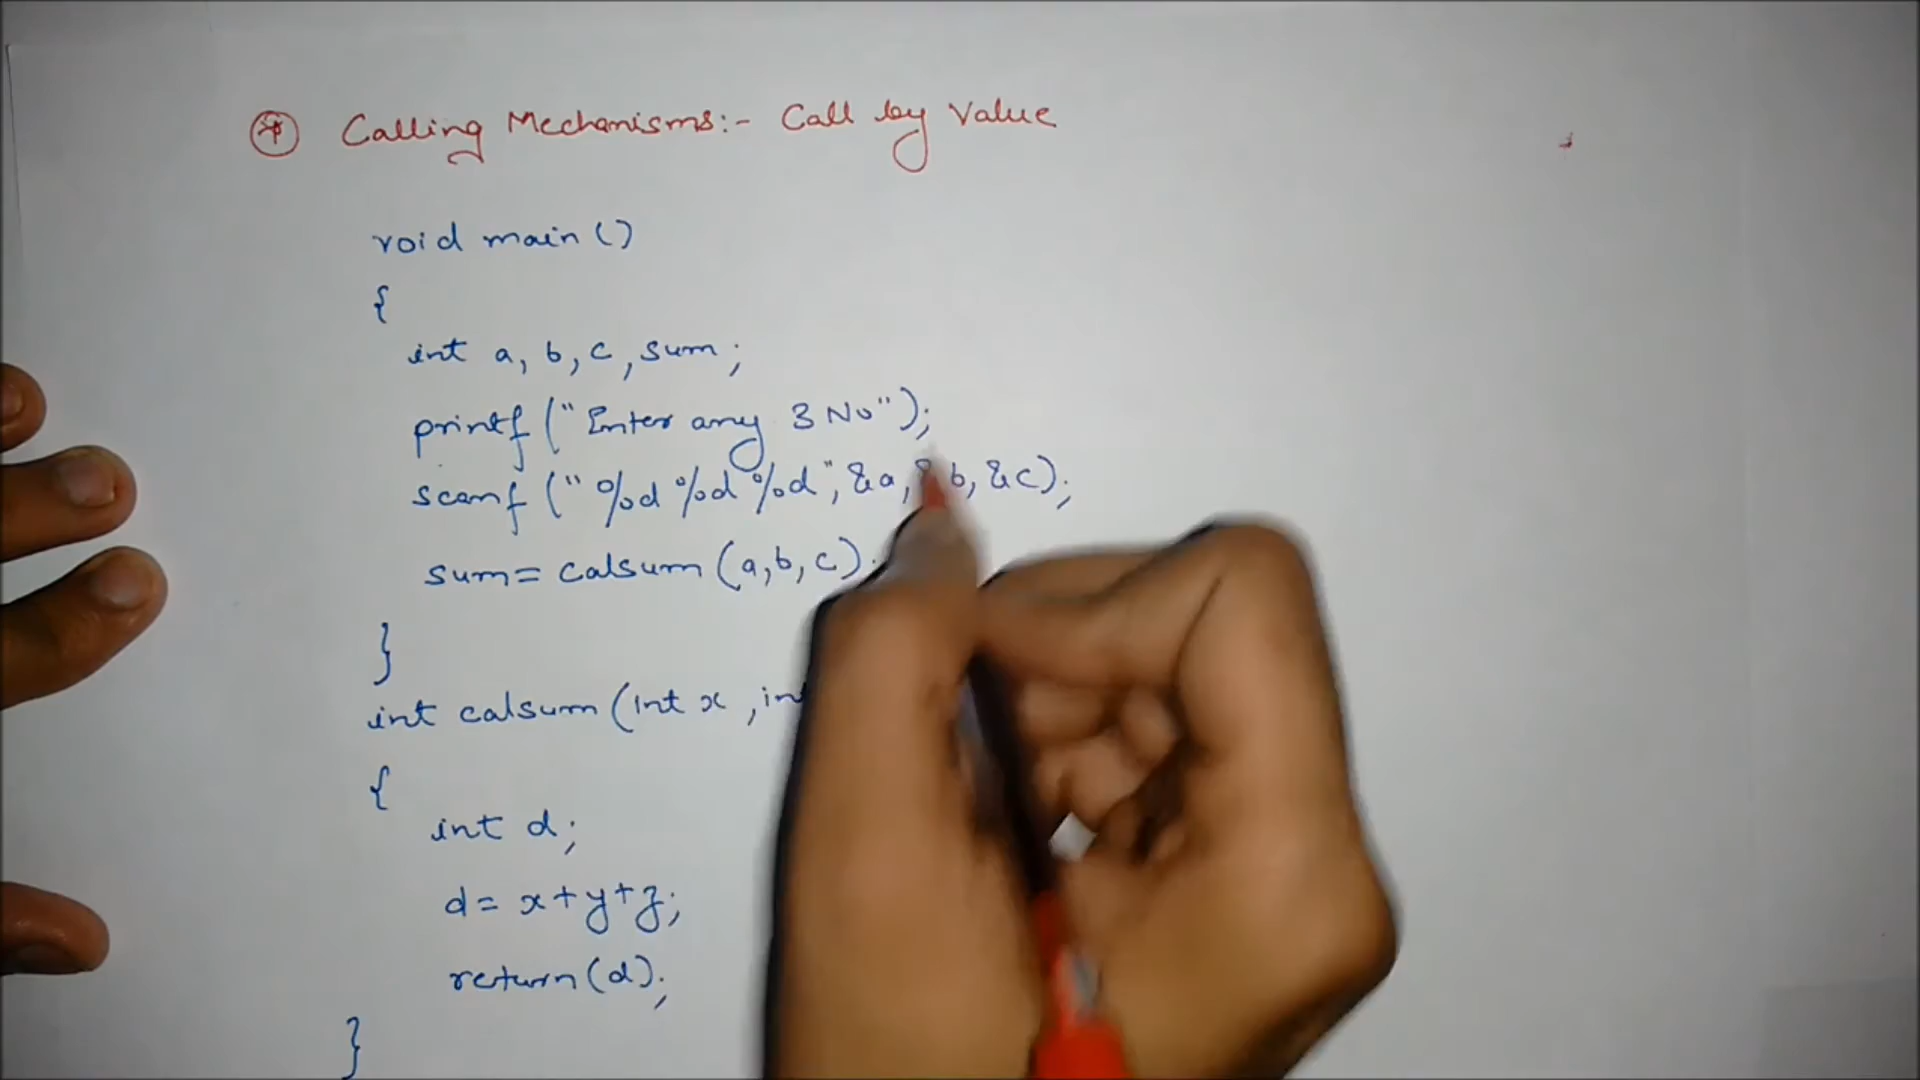 * Calling Mechanisms:- Call by Value
void main ()
{
int a, b, c, sum;
printf ("Enter any 3 No");
scanf ("%d %d %d", &a, &b, &c);
sum= calsum (a,b,c)
}
int calsum (int x , int
{
int d;
d= x+y+z;
return(d);
}